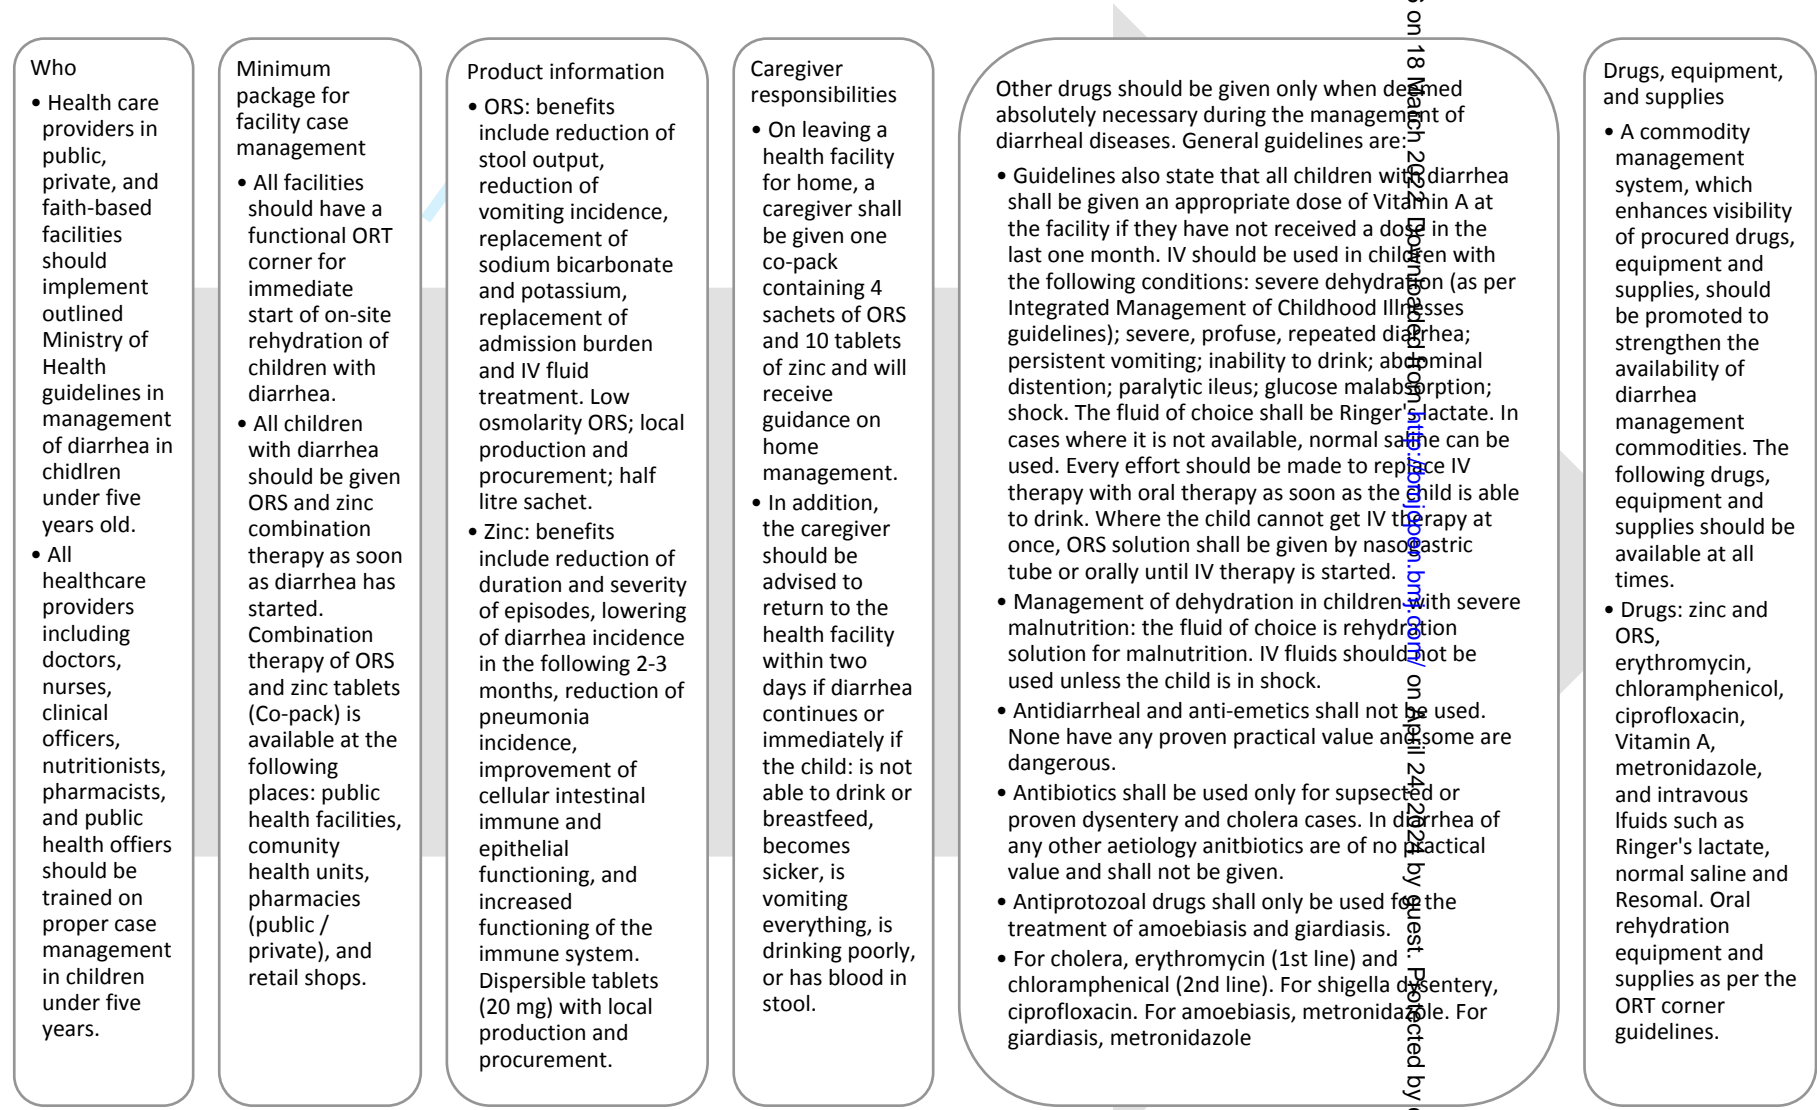 Who
• Health care
providers in
public,
private, and
faith-based
facilities
should
implement
outlined
Ministry of
Health
guidelines in
management
of diarrhea in
chidlren
under five
years old.
• All
healthcare
providers
including
doctors,
nurses,
clinical
officers,
nutritionists,
pharmacists,
and public
health offiers
should be
trained on
proper case
management
in children
under five
years.
Minimum
package for
facility case
management
• All facilities
should have a
functional ORT
corner for
immediate
start of on-site
rehydration of
children with
diarrhea.
• All children
with diarrhea
should be given
ORS and zinc
combination
therapy as soon
as diarrhea has
started.
Combination
therapy of ORS
and zinc tablets
(Co-pack) is
available at the
following
places: public
health facilities,
comunity
health units,
pharmacies
(public /
private), and
retail shops.
Product information
• ORS: benefits
include reduction of
stool output,
reduction of
vomiting incidence,
replacement of
sodium bicarbonate
and potassium,
replacement of
admission burden
and IV fluid
treatment. Low
osmolarity ORS; local
production and
procurement; half
litre sachet.
• Zinc: benefits
include reduction of
duration and severity
of episodes, lowering
of diarrhea incidence
in the following 2-3
months, reduction of
pneumonia
incidence,
improvement of
cellular intestinal
immune and
epithelial
functioning, and
increased
functioning of the
immune system.
Dispersible tablets
(20 mg) with local
production and
procurement.
Caregiver
responsibilities
• On leaving a
health facility
for home, a
caregiver shall
be given one
co-pack
containing 4
sachets of ORS
and 10 tablets
of zinc and will
receive
guidance on
home
management.
• In addition,
the caregiver
should be
advised to
return to the
health facility
within two
days if diarrhea
continues or
immediately if
the child: is not
able to drink or
breastfeed,
becomes
sicker, is
vomiting
everything, is
drinking poorly,
or has blood in
stool.
Other drugs should be given only when deemed
absolutely necessary during the management of
diarrheal diseases. General guidelines are:
• Guidelines also state that all children with diarrhea
shall be given an appropriate dose of Vitamin A at
the facility if they have not received a dose in the
last one month. IV should be used in children with
the following conditions: severe dehydration (as per
Integrated Management of Childhood Illnesses
guidelines); severe, profuse, repeated diarrhea;
persistent vomiting; inability to drink; abdominal
distention; paralytic ileus; glucose malabsorption;
shock. The fluid of choice shall be Ringer's lactate. In
cases where it is not available, normal saline can be
used. Every effort should be made to replace IV
therapy with oral therapy as soon as the child is able
to drink. Where the child cannot get IV therapy at
once, ORS solution shall be given by nasogastric
tube or orally until IV therapy is started.
• Management of dehydration in children with severe
malnutrition: the fluid of choice is rehydration
solution for malnutrition. IV fluids should not be
used unless the child is in shock.
• Antidiarrheal and anti-emetics shall not be used.
None have any proven practical value and some are
dangerous.
• Antibiotics shall be used only for supsected or
proven dysentery and cholera cases. In diarrhea of
any other aetiology anitbiotics are of no practical
value and shall not be given.
• Antiprotozoal drugs shall only be used for the
treatment of amoebiasis and giardiasis.
• For cholera, erythromycin (1st line) and
chloramphenical (2nd line). For shigella dysentery,
ciprofloxacin. For amoebiasis, metronidazole. For
giardiasis, metronidazole
Drugs, equipment,
and supplies
• A commodity
management
system, which
enhances visibility
of procured drugs,
equipment and
supplies, should
be promoted to
strengthen the
availability of
diarrhea
management
commodities. The
following drugs,
equipment and
supplies should be
available at all
times.
• Drugs: zinc and
ORS,
erythromycin,
chloramphenicol,
ciprofloxacin,
Vitamin A,
metronidazole,
and intravous
lfuids such as
Ringer's lactate,
normal saline and
Resomal. Oral
rehydration
equipment and
supplies as per the
ORT corner
guidelines.
on 18 March 2022. Downloaded from http://bmjopen.bmj.com/ on April 24, 2024 by guest. Protected by